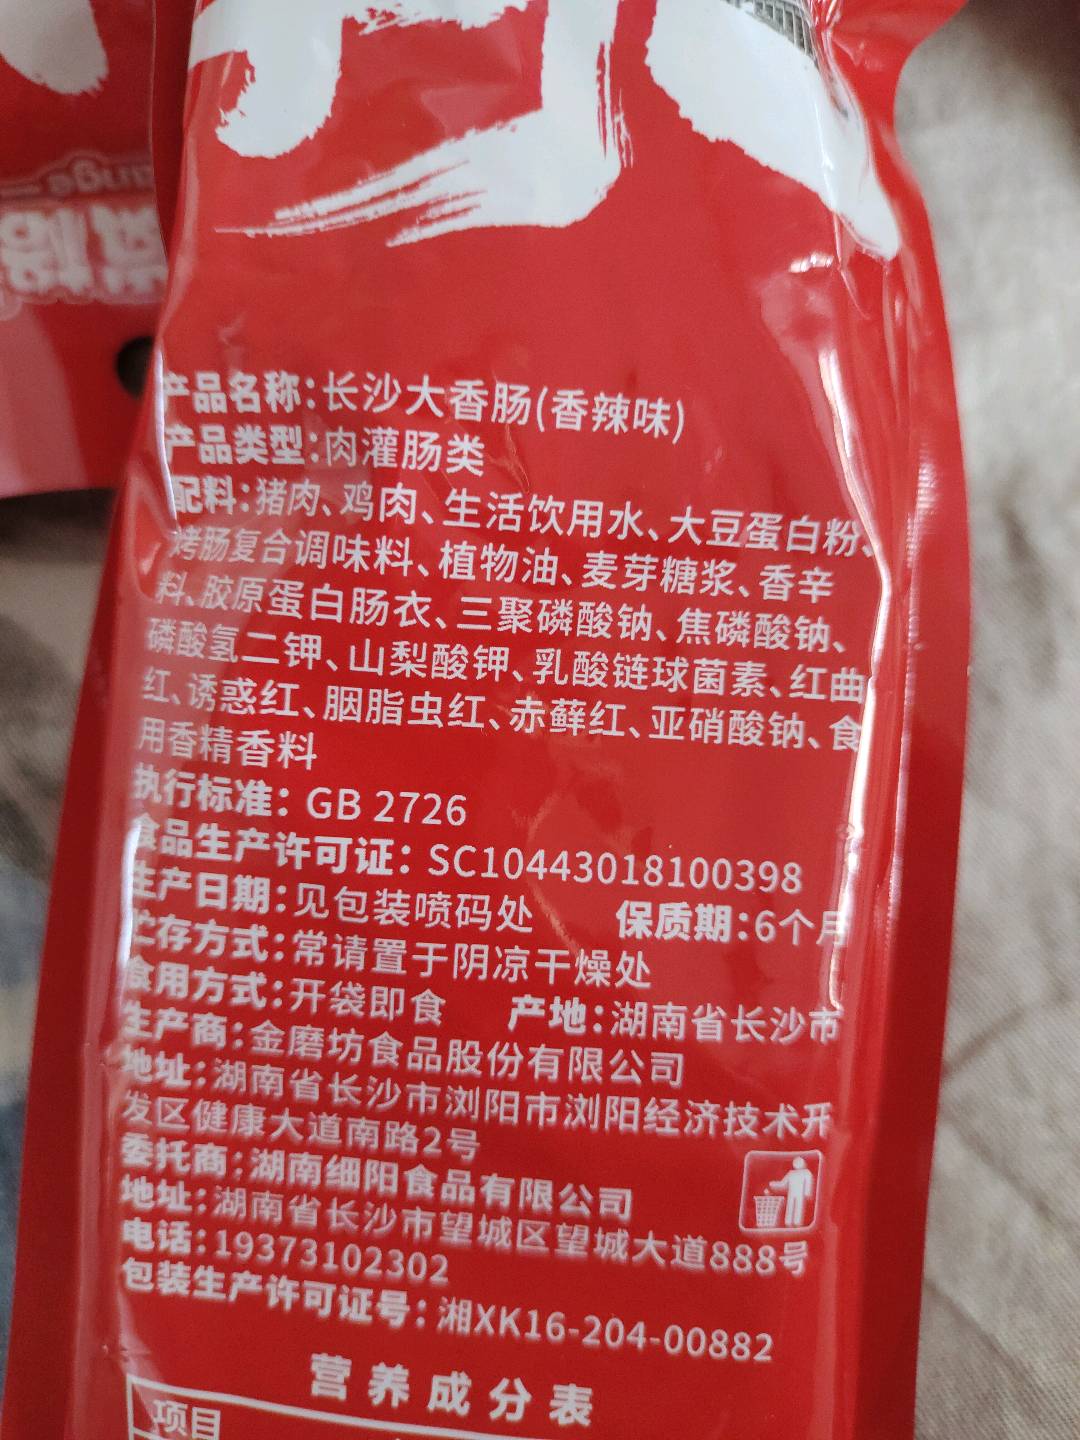 产品名称:长沙大香肠(香辣味)
产品类型:肉灌肠类
配料:猪肉、鸡肉、生活饮用水、大豆蛋白粉、
烤肠复合调味料、植物油、麦芽糖浆、香辛
料、胶原蛋白肠衣、三聚磷酸钠、焦磷酸钠、
磷酸氢二钾、山梨酸钾、乳酸链球菌素、红曲
红、诱惑红、胭脂虫红、赤藓红、亚硝酸钠、食
用香精香料
执行标准: GB 2726
食品生产许可证: SC10443018100398
生产日期:见包装喷码处 保质期:6个月
贮存方式:常请置于阴凉干燥处
食用方式:开袋即食 产地:湖南省长沙市
生产商:金磨坊食品股份有限公司
地址:湖南省长沙市浏阳市浏阳经济技术开
发区健康大道南路2号
委托商:湖南细阳食品有限公司
地址:湖南省长沙市望城区望城大道888号
电话:19373102302
包装生产许可证号: 湘XK16-204-00882
营养成分表
项目